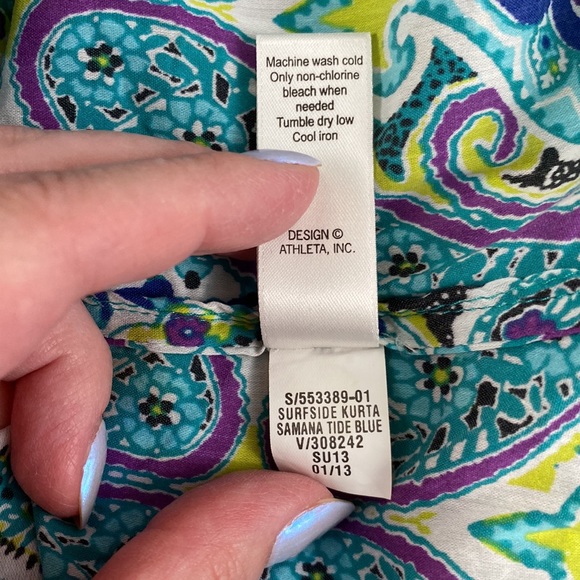 Machine wash cold
Only non-chlorine
bleach when
needed
Tumble dry low
Cool iron
DESIGN ©
ATHLETA, INC.
S/553389-01
SURFSIDE KURTA
SAMANA TIDE BLUE
V/308242
SU13
01/13